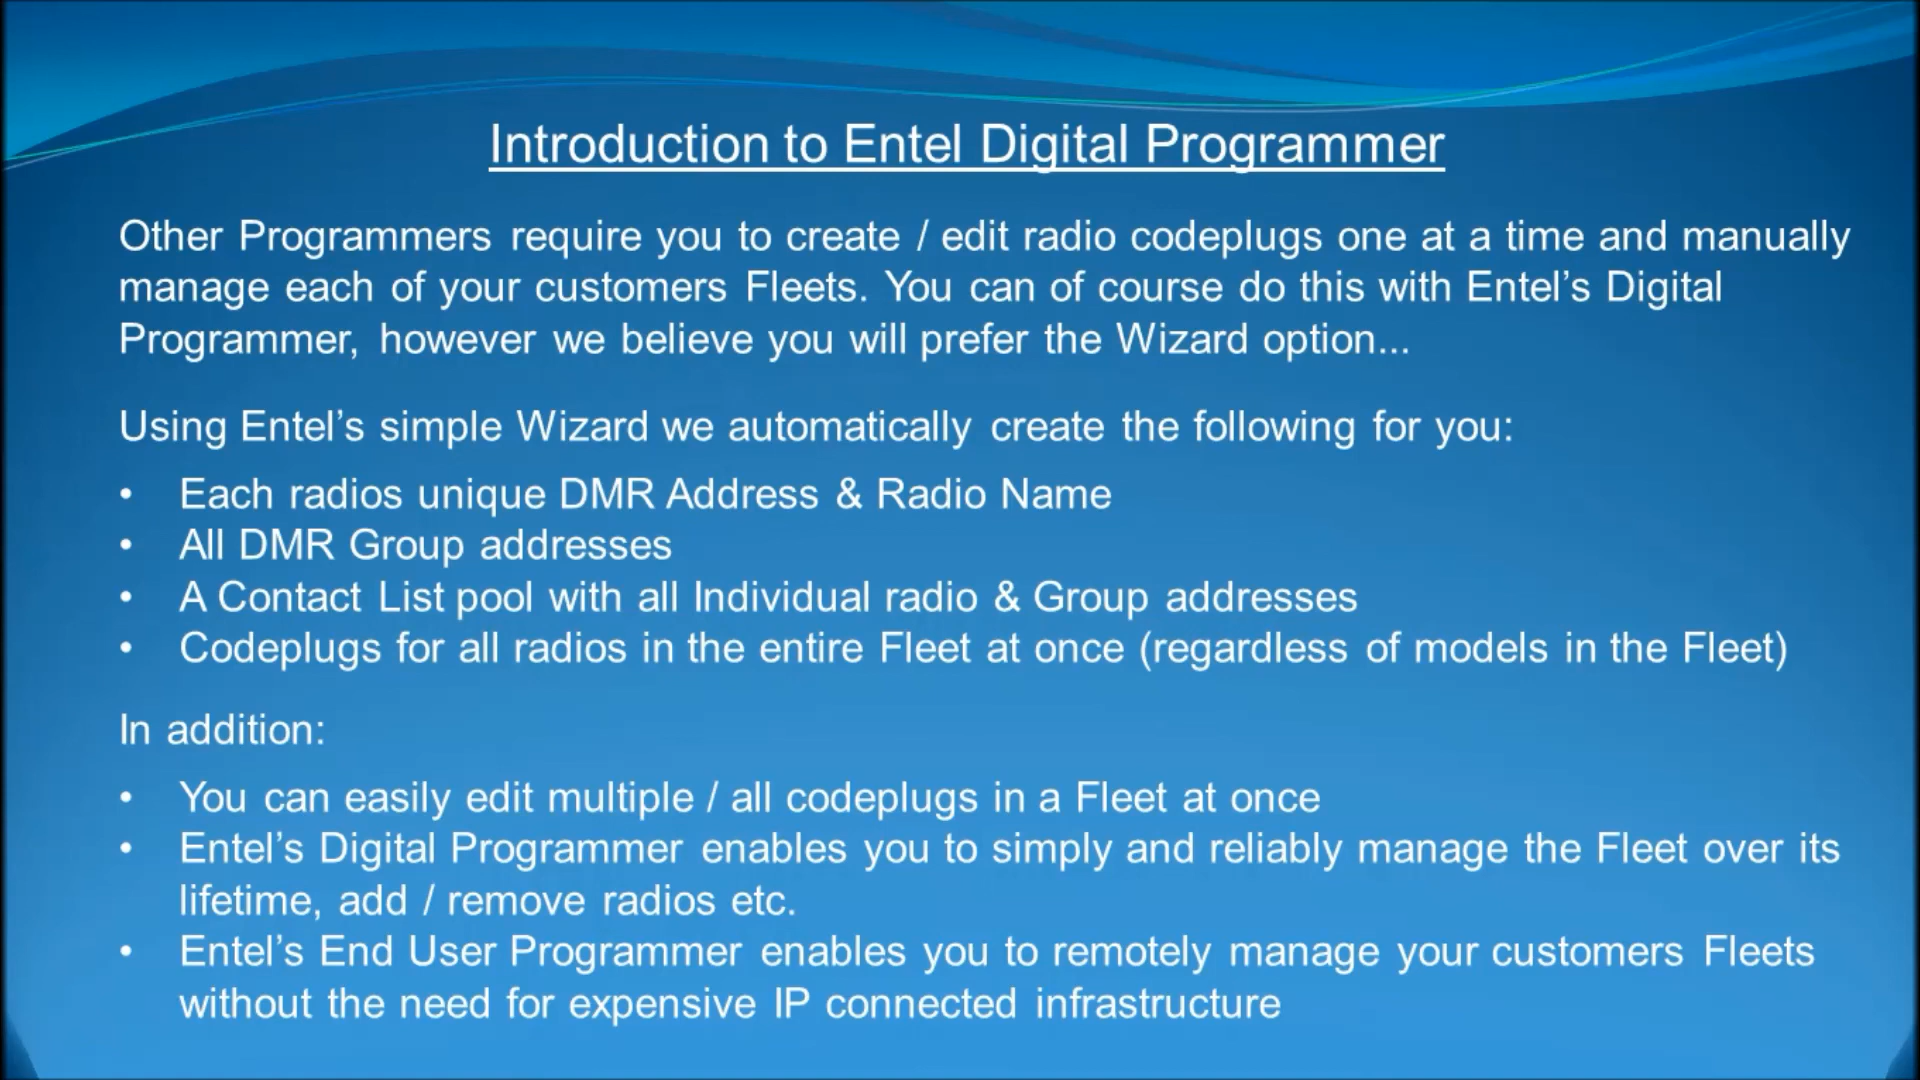 Introduction to Entel Digital Programmer
Other Programmers require you to create / edit radio codeplugs one at a time and manually
manage each of your customers Fleets. You can of course do this with Entel’s Digital
Programmer, however we believe you will prefer the Wizard option...
Using Entel’s simple Wizard we automatically create the following for you:
• Each radios unique DMR Address & Radio Name
• All DMR Group addresses
• A Contact List pool with all Individual radio & Group addresses
• Codeplugs for all radios in the entire Fleet at once (regardless of models in the Fleet)
In addition:
• You can easily edit multiple / all codeplugs in a Fleet at once
• Entel’s Digital Programmer enables you to simply and reliably manage the Fleet over its
lifetime, add / remove radios etc.
• Entel’s End User Programmer enables you to remotely manage your customers Fleets
without the need for expensive IP connected infrastructure